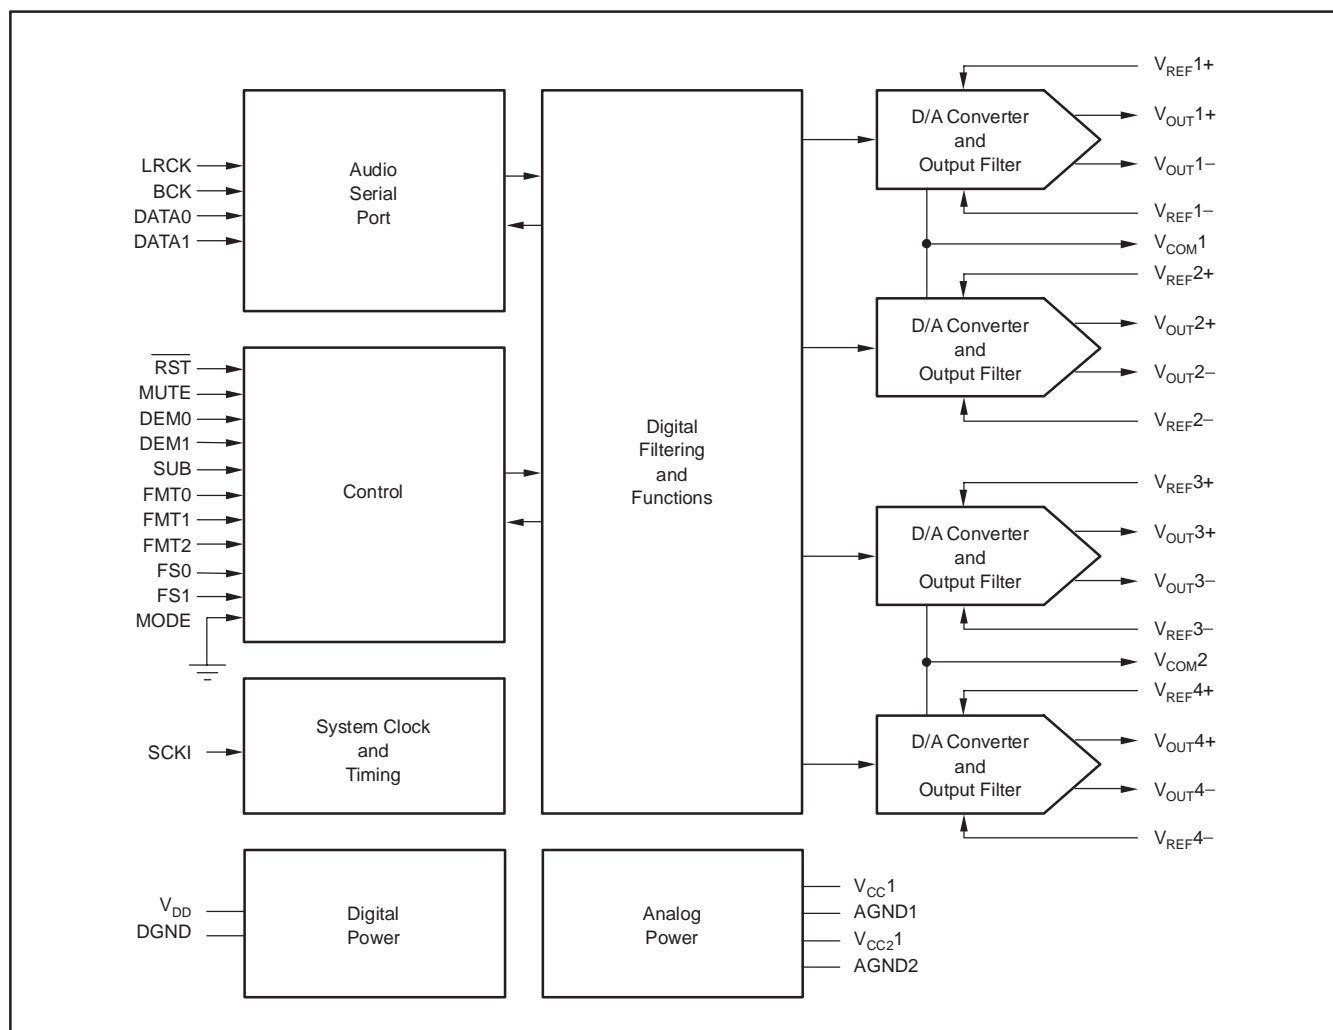 LRCK
BCK
DATA0
DATA1
Audio
Serial
Port
RST
MUTE
DEM0
DEM1
SUB
FMT0
FMT1
FMT2
FS0
FS1
MODE
Control
SCKI
System Clock
and
Timing
VDD
DGND
Digital
Power
Digital
Filtering
and
Functions
Analog
Power
VCC1
AGND1
VCC21
AGND2
D/A Converter
and
Output Filter
VREF1+
VOUT1+
VOUT1−
VREF1−
VCOM1
D/A Converter
and
Output Filter
VREF2+
VOUT2+
VOUT2−
VREF2−
D/A Converter
and
Output Filter
VREF3+
VOUT3+
VOUT3−
VREF3−
VCOM2
D/A Converter
and
Output Filter
VREF4+
VOUT4+
VOUT4−
VREF4−